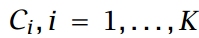 C_i, i = 1, . . . , K